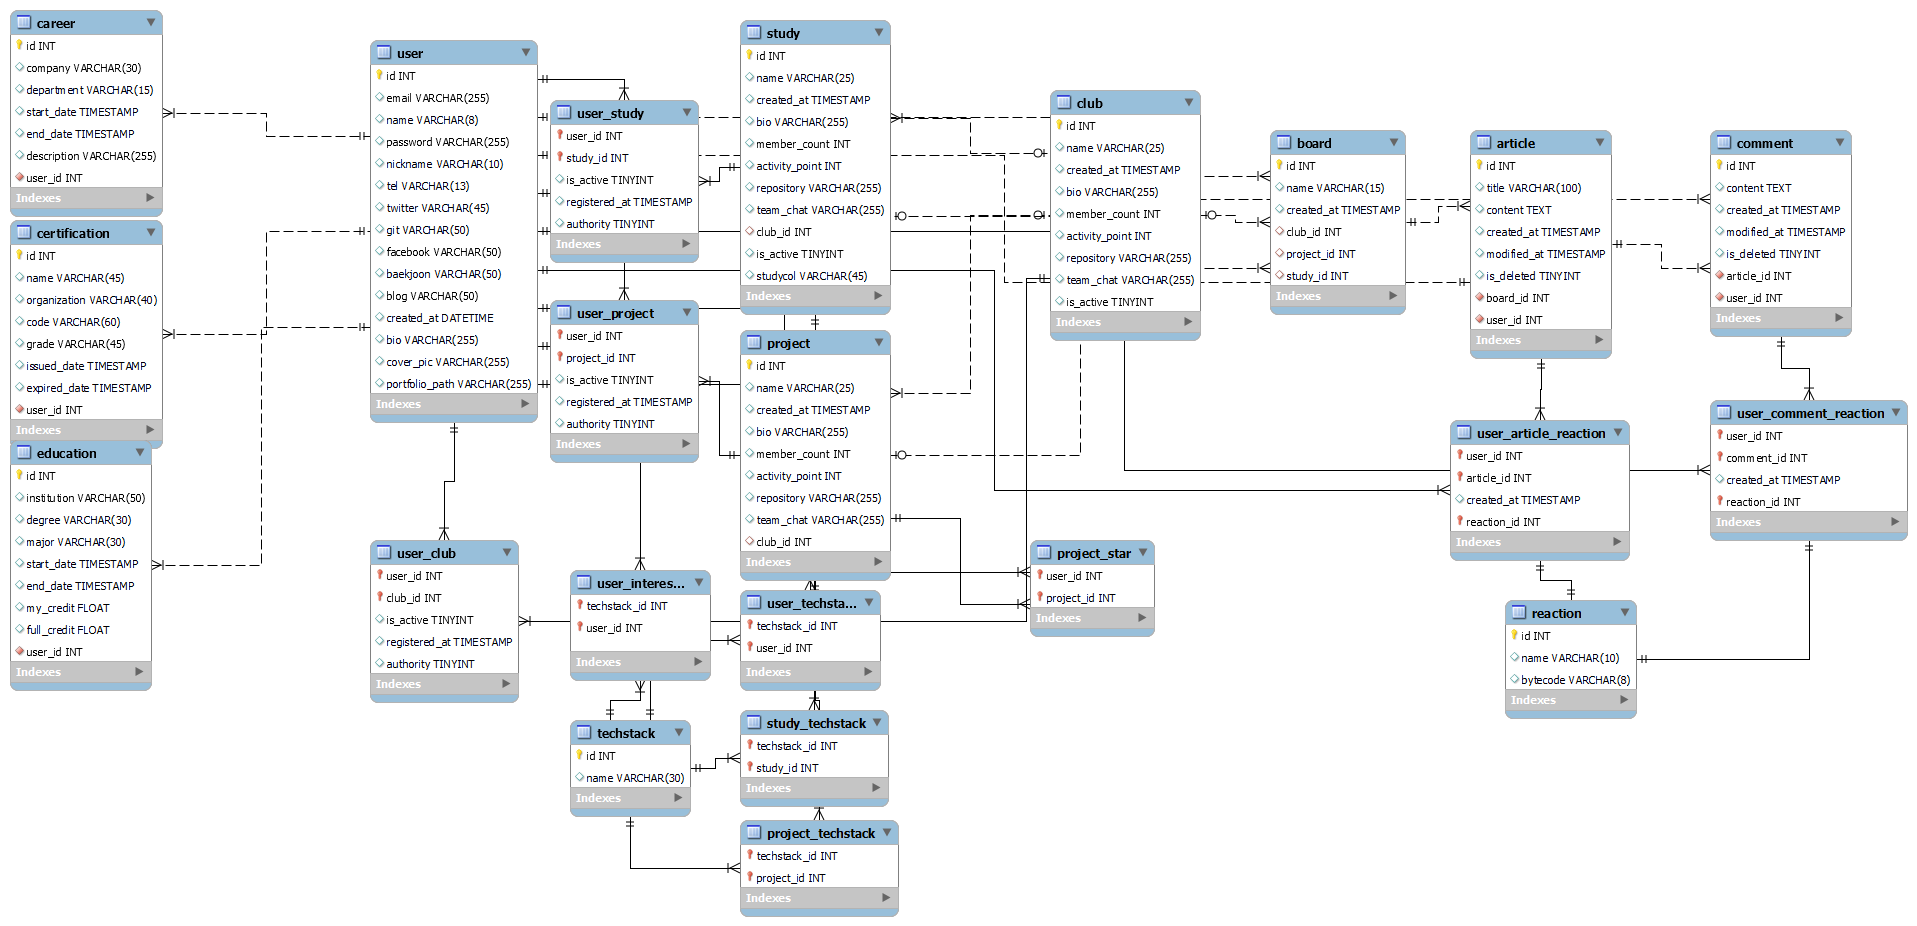 career
id INT
company VARCHAR(30)
department VARCHAR(15)
start_date TIMESTAMP
end_date TIMESTAMP
description VARCHAR(255)
user_id INT
Indexes
certification
id INT
name VARCHAR(45)
organization VARCHAR(40)
code VARCHAR(60)
grade VARCHAR(45)
issued_date TIMESTAMP
expired_date TIMESTAMP
user_id INT
Indexes
education
id INT
institution VARCHAR(50)
degree VARCHAR(30)
major VARCHAR(30)
start_date TIMESTAMP
end_date TIMESTAMP
my_credit FLOAT
full_credit FLOAT
user_id INT
Indexes
user
id INT
email VARCHAR(255)
name VARCHAR(8)
password VARCHAR(255)
nickname VARCHAR(10)
tel VARCHAR(13)
twitter VARCHAR(45)
git VARCHAR(50)
facebook VARCHAR(50)
baekjoon VARCHAR(50)
blog VARCHAR(50)
created_at DATETIME
bio VARCHAR(255)
cover_pic VARCHAR(255)
portfolio_path VARCHAR(255)
Indexes
user_club
user_id INT
club_id INT
is_active TINYINT
registered_at TIMESTAMP
authority TINYINT
Indexes
user_study
user_id INT
study_id INT
is_active TINYINT
registered_at TIMESTAMP
authority TINYINT
Indexes
user_project
user_id INT
project_id INT
is_active TINYINT
registered_at TIMESTAMP
authority TINYINT
Indexes
user_interes...
techstack_id INT
user_id INT
Indexes
techstack
id INT
name VARCHAR(30)
Indexes
study
id INT
name VARCHAR(25)
created_at TIMESTAMP
bio VARCHAR(255)
member_count INT
activity_point INT
repository VARCHAR(255)
team_chat VARCHAR(255)
club_id INT
is_active TINYINT
studycol VARCHAR(45)
Indexes
project
id INT
name VARCHAR(25)
created_at TIMESTAMP
bio VARCHAR(255)
member_count INT
activity_point INT
repository VARCHAR(255)
team_chat VARCHAR(255)
club_id INT
Indexes
user_techsta...
techstack_id INT
user_id INT
Indexes
study_techstack
techstack_id INT
study_id INT
Indexes
project_techstack
techstack_id INT
project_id INT
Indexes
club
id INT
name VARCHAR(25)
created_at TIMESTAMP
bio VARCHAR(255)
member_count INT
activity_point INT
repository VARCHAR(255)
team_chat VARCHAR(255)
is_active TINYINT
Indexes
project_star
user_id INT
project_id INT
Indexes
board
id INT
name VARCHAR(15)
created_at TIMESTAMP
club_id INT
project_id INT
study_id INT
Indexes
article
id INT
title VARCHAR(100)
content TEXT
created_at TIMESTAMP
modified_at TIMESTAMP
is_deleted TINYINT
board_id INT
user_id INT
Indexes
user_article_reaction
user_id INT
article_id INT
created_at TIMESTAMP
reaction_id INT
Indexes
reaction
id INT
name VARCHAR(10)
bytecode VARCHAR(8)
Indexes
comment
id INT
content TEXT
created_at TIMESTAMP
modified_at TIMESTAMP
is_deleted TINYINT
article_id INT
user_id INT
Indexes
user_comment_reaction
user_id INT
comment_id INT
created_at TIMESTAMP
reaction_id INT
Indexes